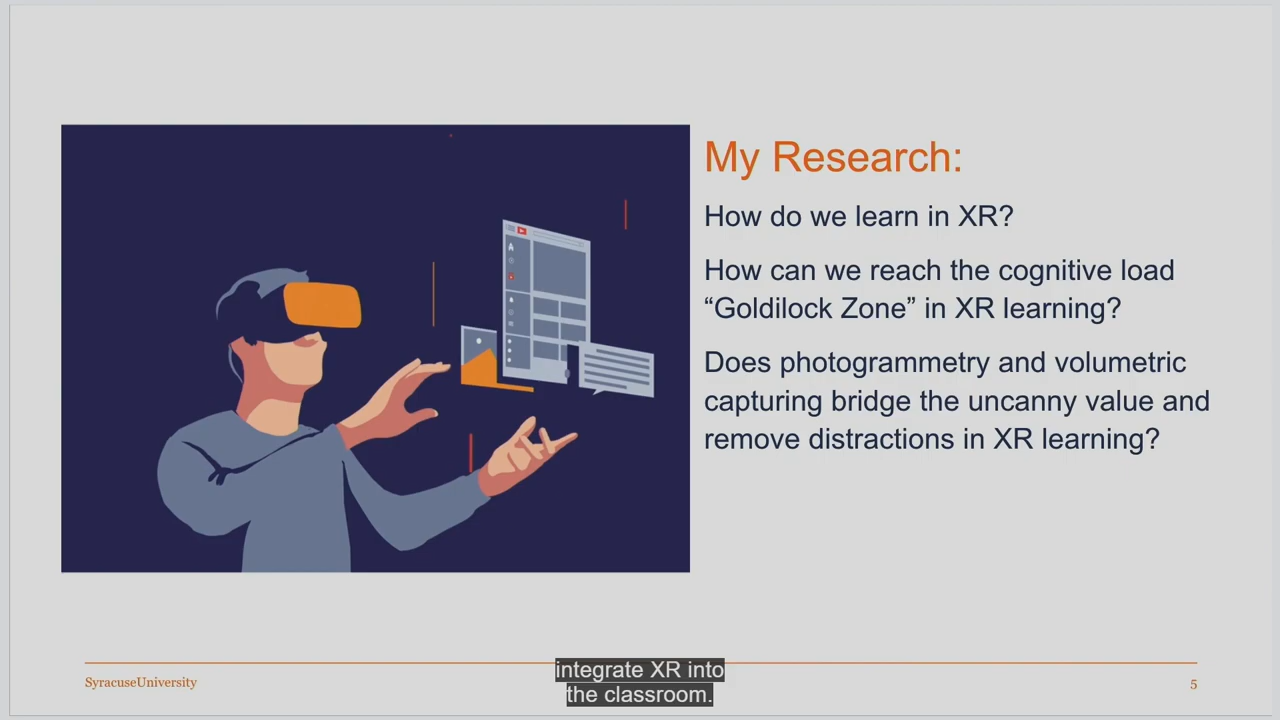 My Research:
How do we learn in XR?
How can we reach the cognitive load
“Goldilock Zone” in XR learning?
Does photogrammetry and volumetric
capturing bridge the uncanny value and
remove distractions in XR learning?
integrate XR into
the classroom.
SyracuseUniversity
5